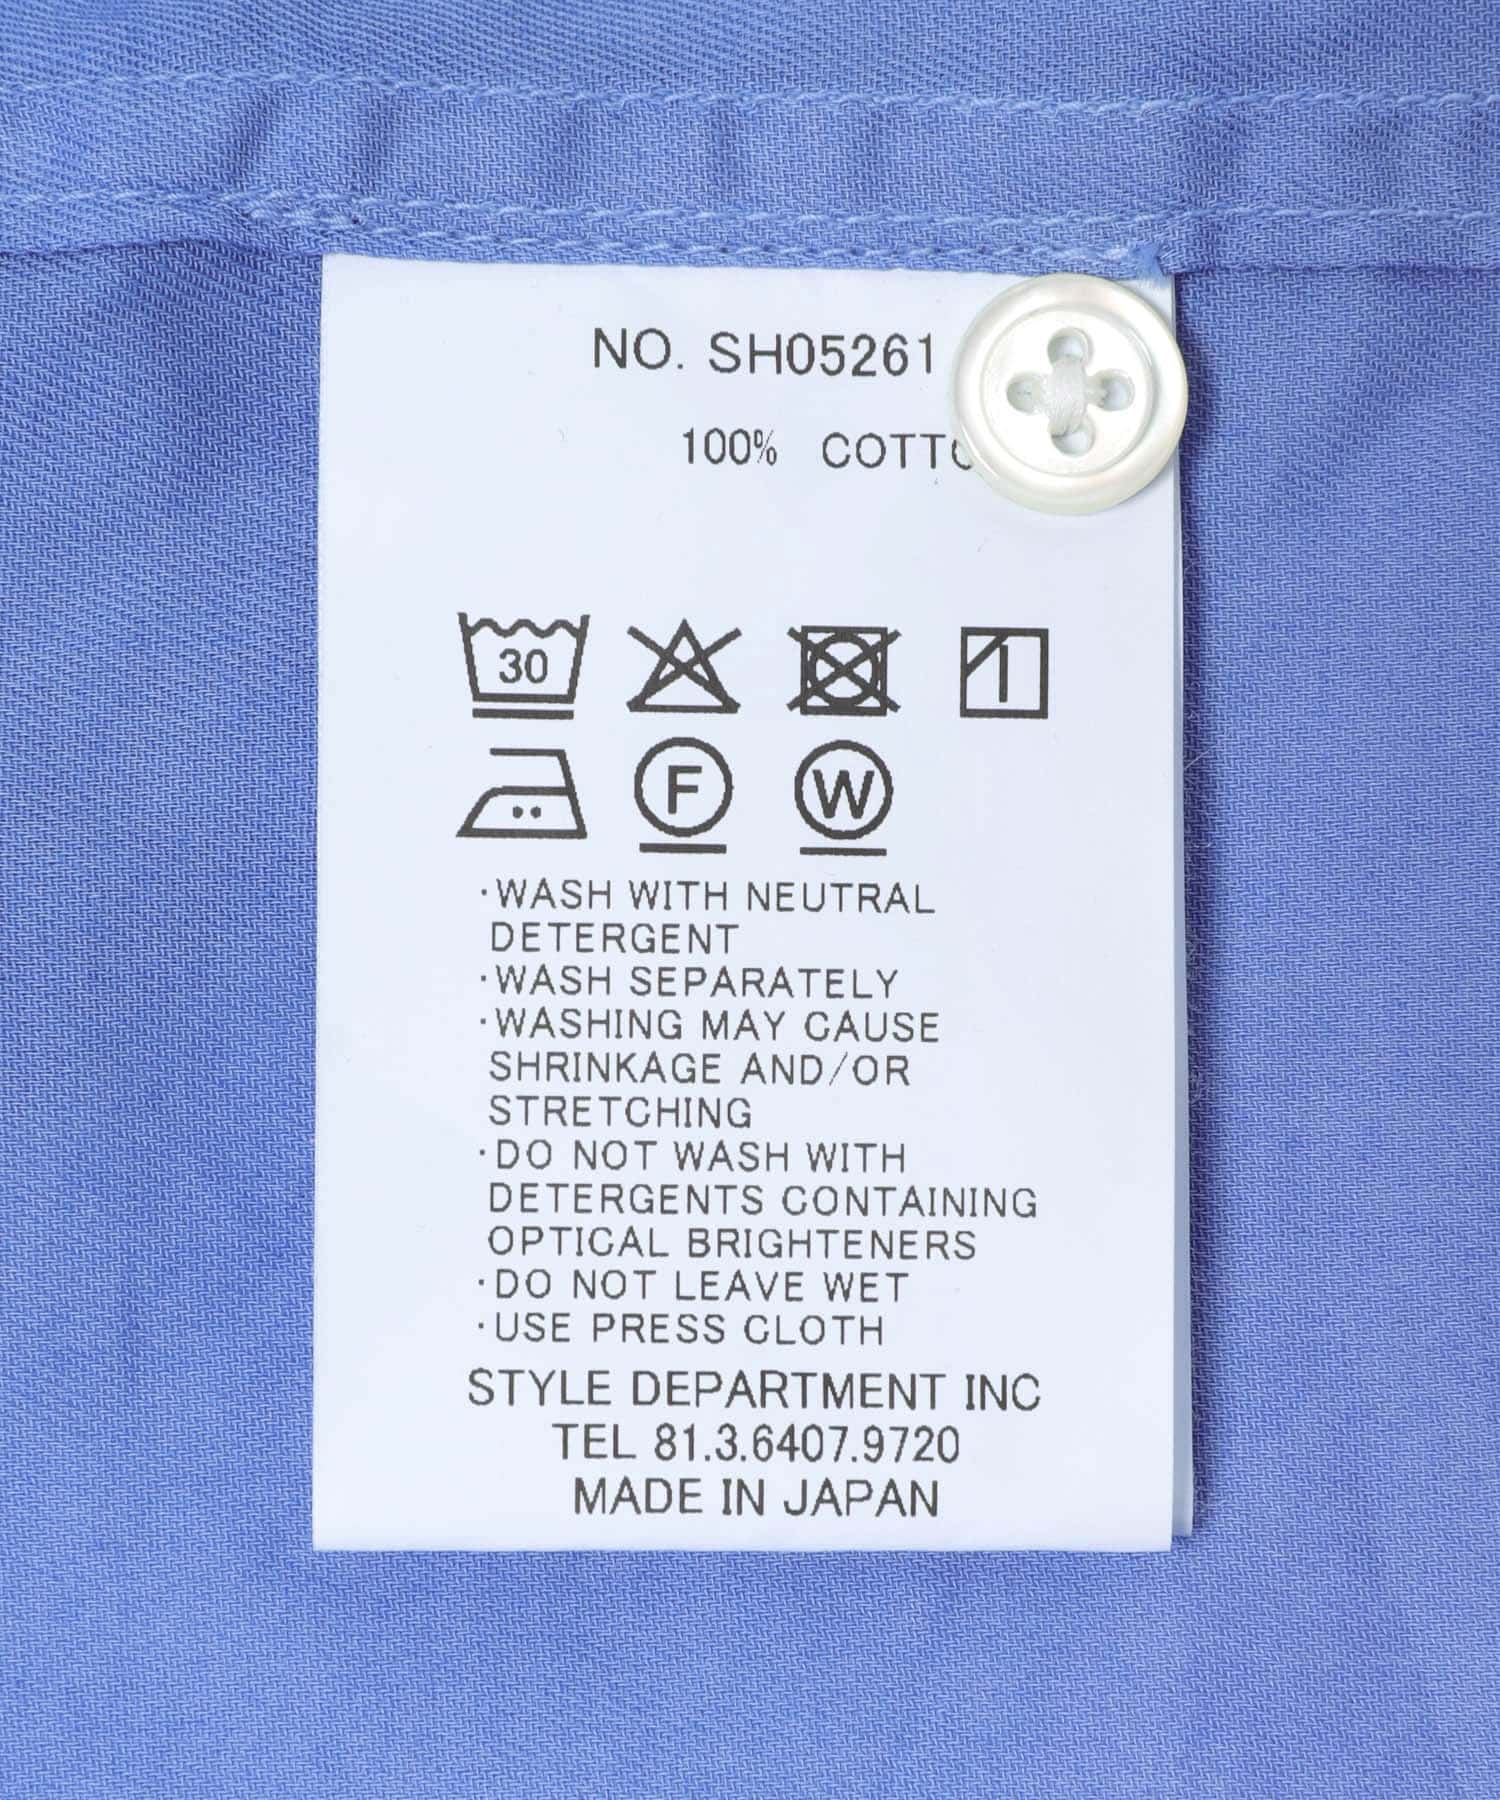 NO. SH05261
100%
30
F W
·WASH WITH NEUTRAL
DETERGENT
·WASH SEPARATELY
·WASHING MAY CAUSE
SHRINKAGE AND/OR
STRETCHING
·DO NOT WASH WITH
DETERGENTS CONTAINING
OPTICAL BRIGHTENERS
·DO NOT LEAVE WET
·USE PRESS CLOTH
STYLE DEPARTMENT INC
TEL 81.3.6407.9720
MADE IN JAPAN